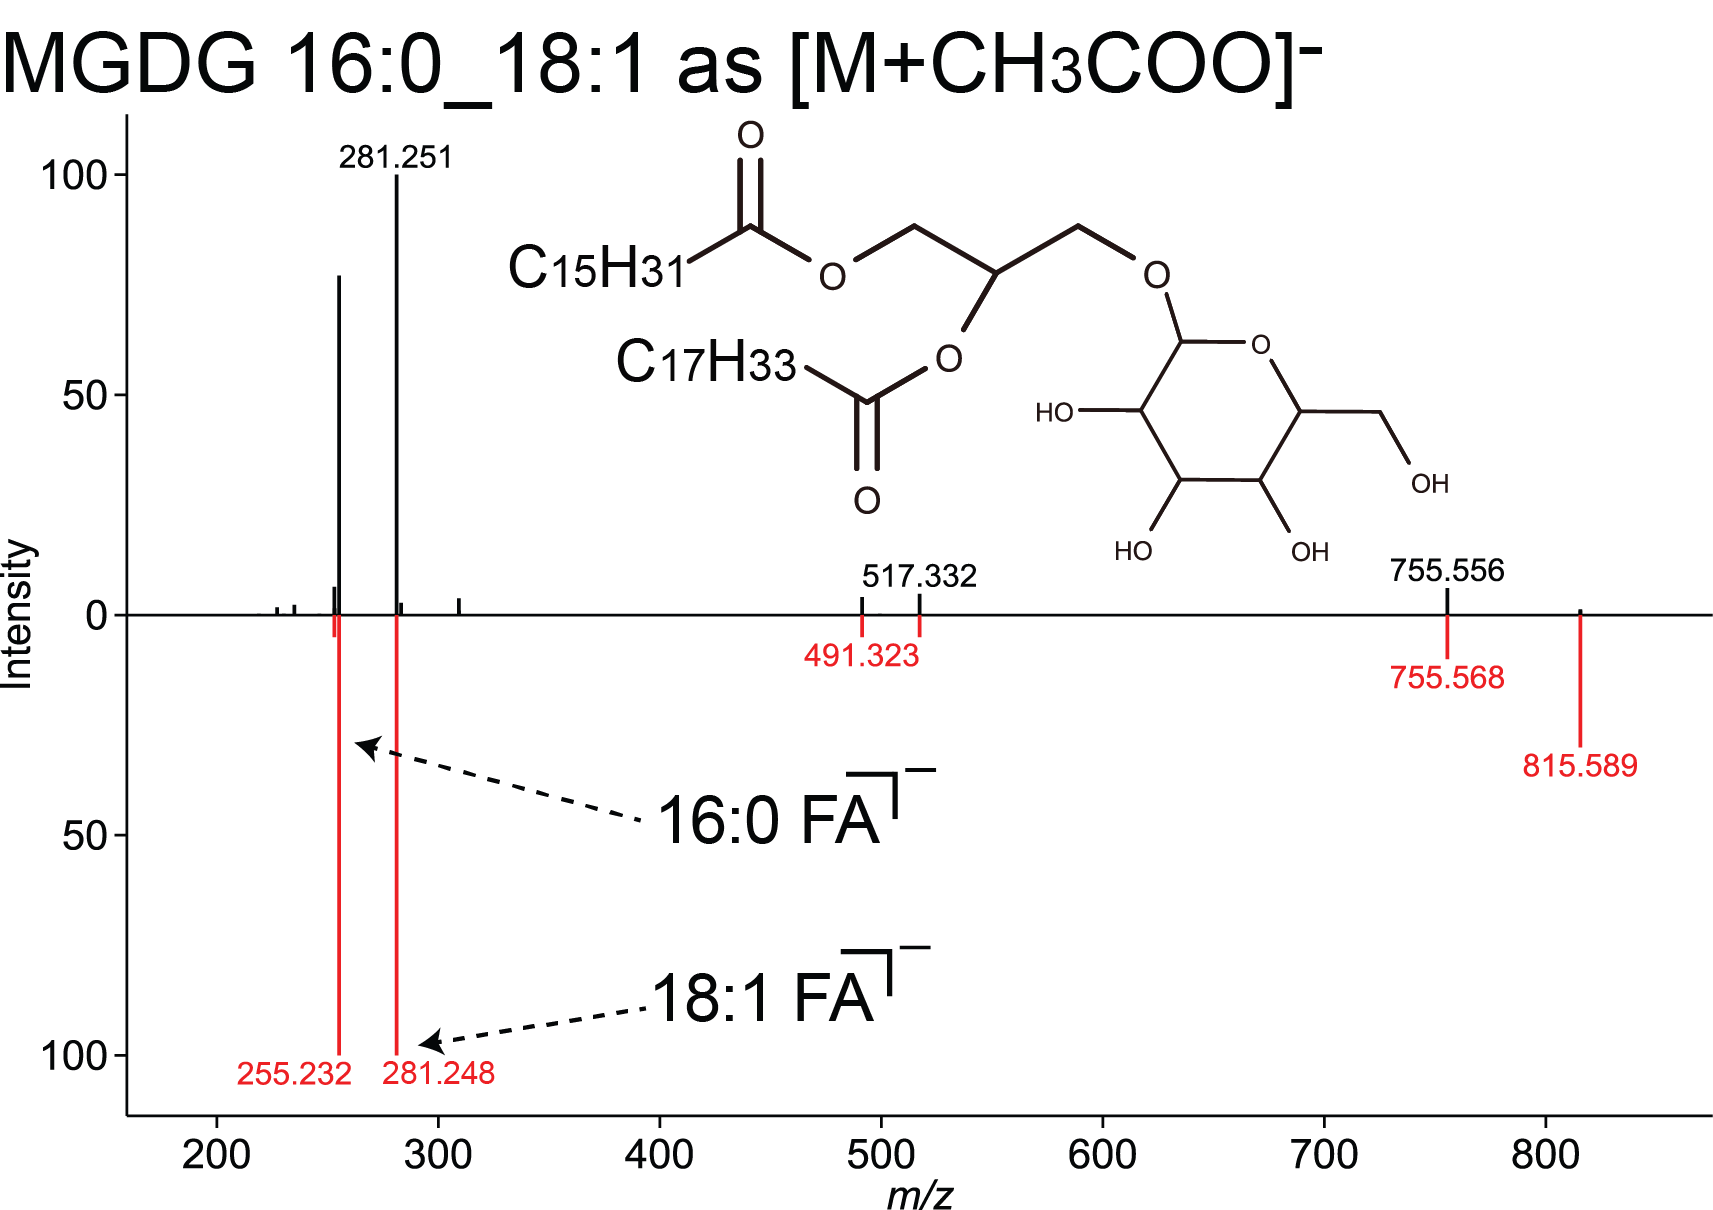 MGDG 16:0_18:1 as [M+CH3COO]-
100
281.251
O
C15H31
O
O
C17H33
O
O
50
HO
OH
O
HO
OH
Intensity
517.332
755.556
0
491.323
755.568
815.589
16:0 FA
50
18:1 FA
100
255.232
281.248
200
300
400
500
600
700
800
m/z